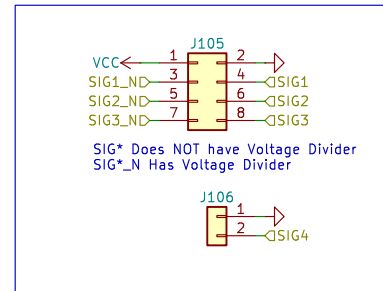 J105
VCC 1 2
SIG1_N 3 4 SIG1
SIG2_N 5 6 SIG2
SIG3_N 7 8 SIG3
SIG* Does NOT have Voltage Divider
SIG*_N Has Voltage Divider
J106
1
2 SIG4